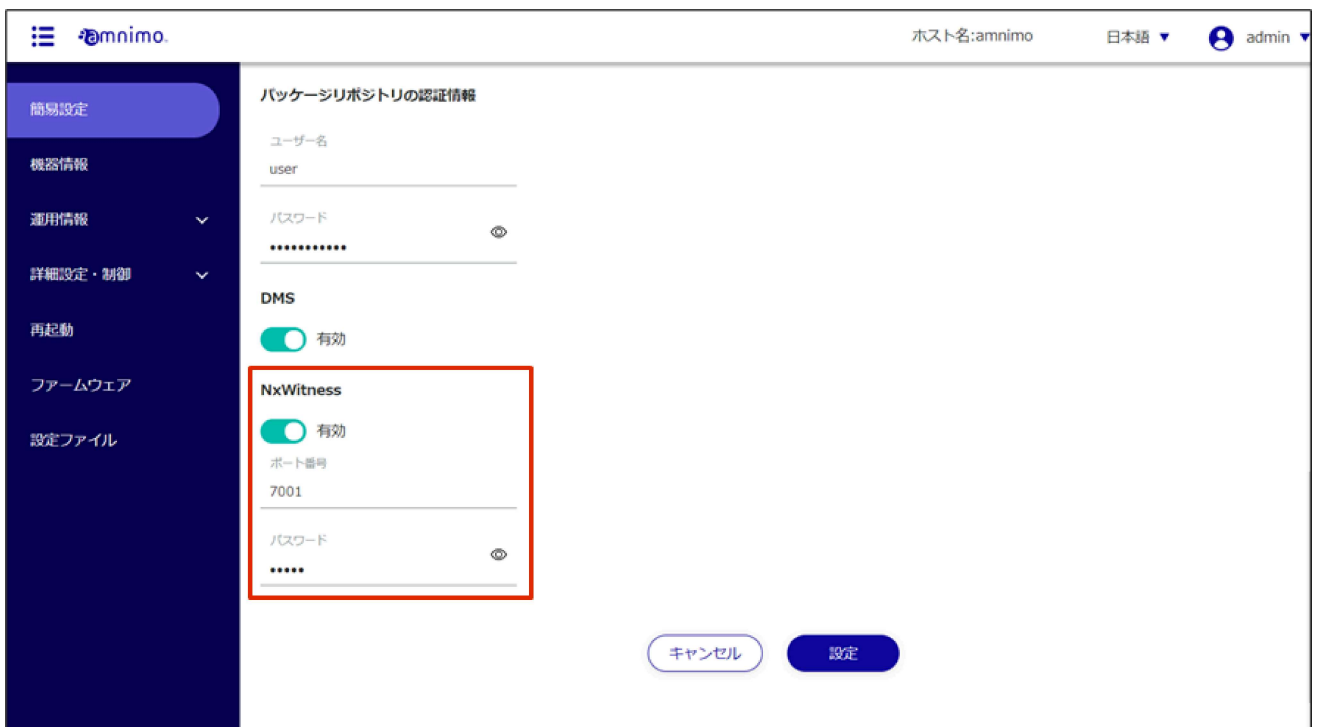 amnimo.
ホスト名:amnimo
日本語 ▼
admin ▼
簡易設定
機器情報
運用情報
詳細設定・制御
再起動
ファームウェア
設定ファイル
パッケージリポジトリの認証情報
ユーザー名
user
パスワード
•••••••••••
DMS
有効
NxWitness
有効
ポート番号
7001
パスワード
•••••
キャンセル
設定